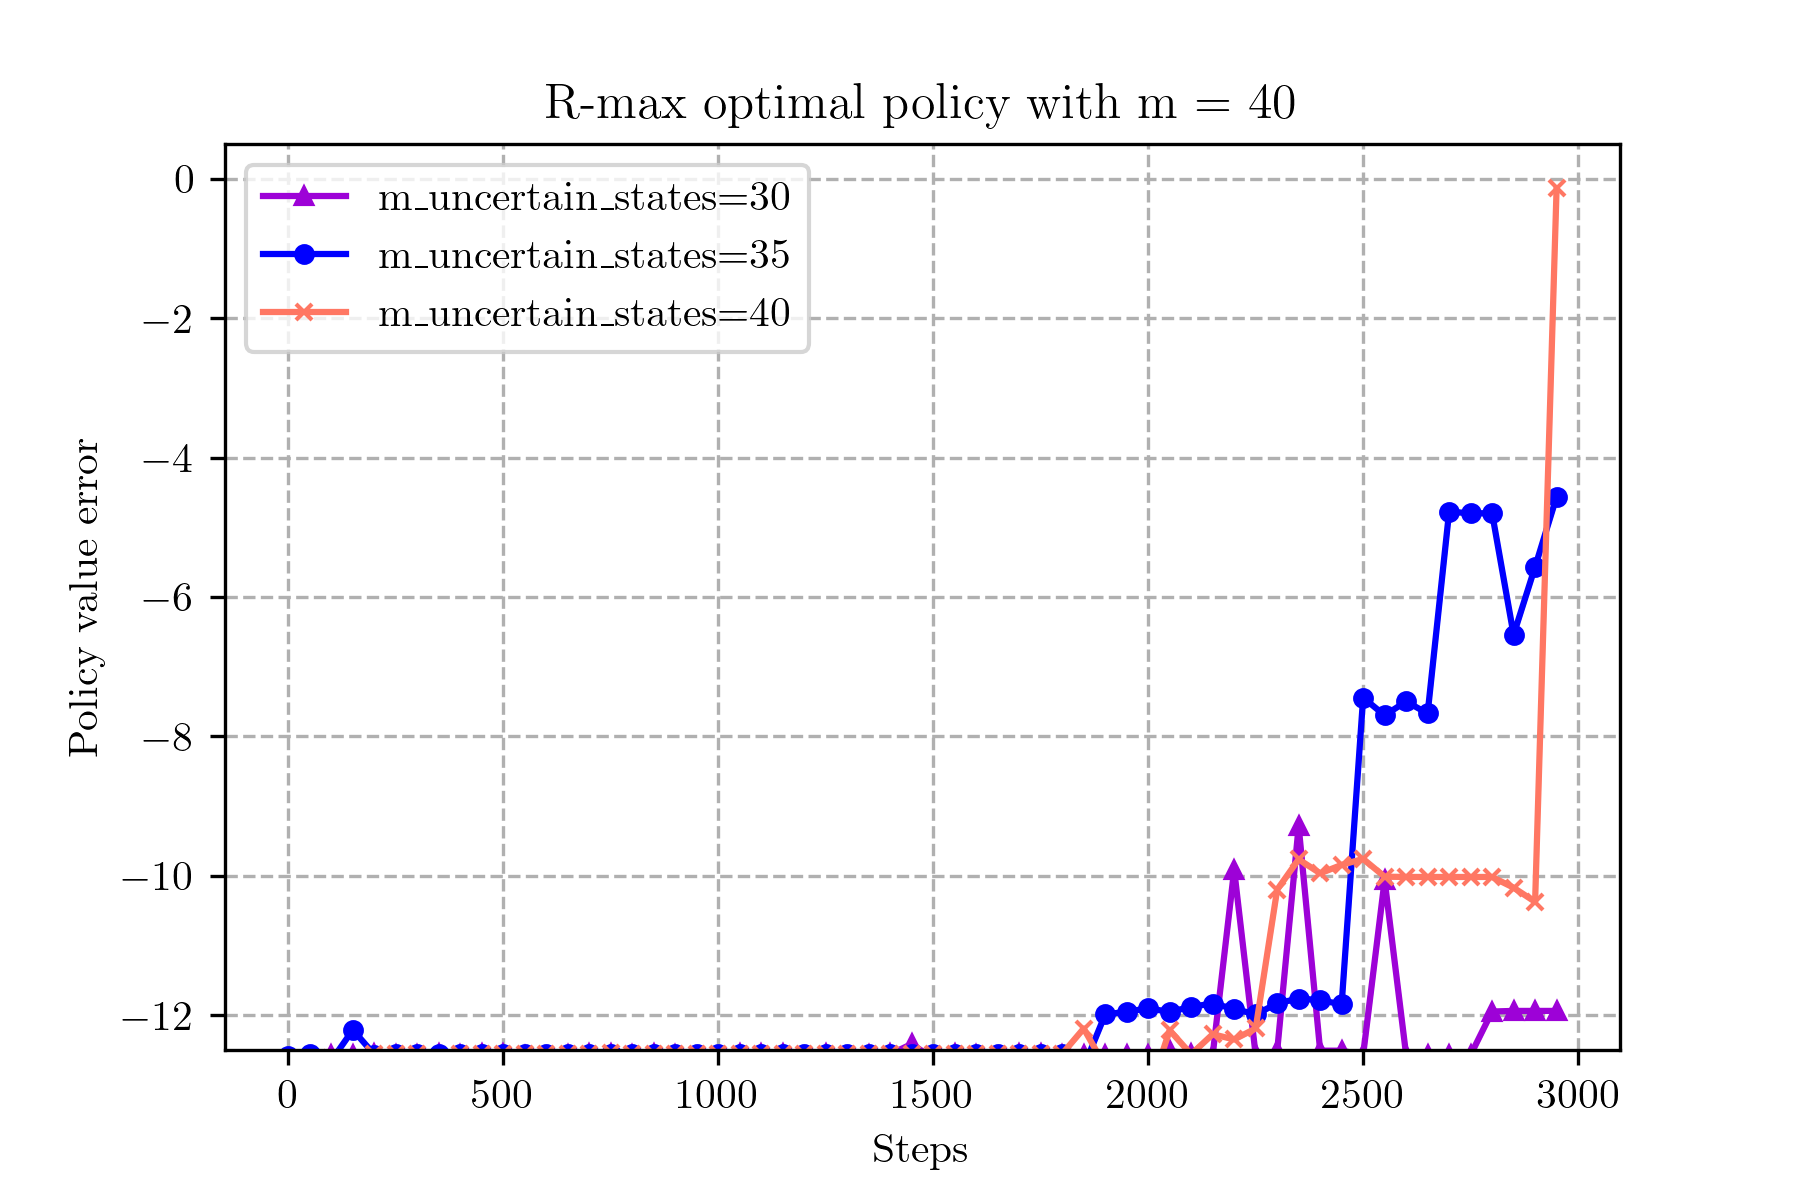 R-max optimal policy with m = 40
m_uncertain_states=30
m_uncertain_states=35
m_uncertain_states=40
Policy value error
0
−2
−4
−6
−8
−10
−12
0 500 1000 1500 2000 2500 3000
Steps